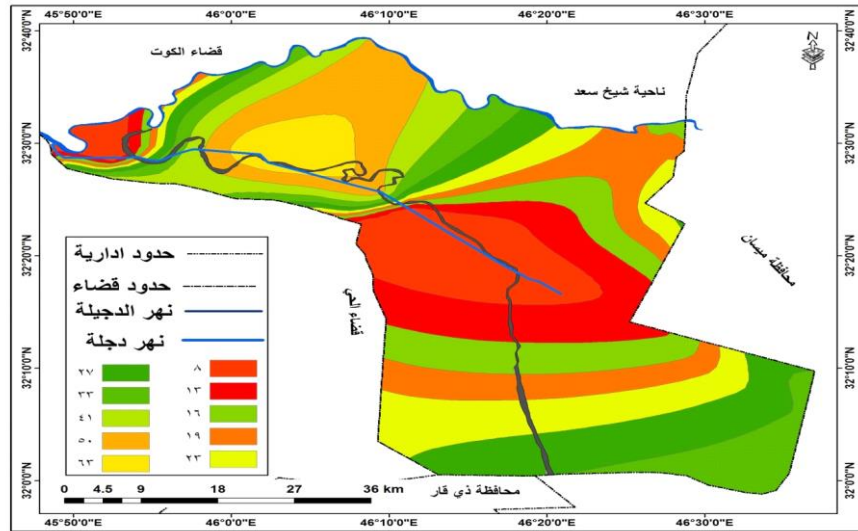 45°50'0"E 46°0'0"E 46°10'0"E 46°20'0"E 46°30'0"E
32°40'0"N
32°30'0"N
32°20'0"N
32°10'0"N
32°0'0"N
32°40'0"N
32°30'0"N
32°20'0"N
32°10'0"N
32°0'0"N
N
قضاء الكوت
ناحية شيخ سعد
محافظة ميسان
قضاء الحي
محافظة ذي قار
حدود ادارية
حدود قضاء
نهر الدجيلة
نهر دجلة
٨ ٢٧
١٣ ٣٣
١٦ ٤١
١٩ ٥٠
٢٣ ٦٣
0 4.5 9 18 27 36 km
45°50'0"E 46°0'0"E 46°10'0"E 46°20'0"E 46°30'0"E